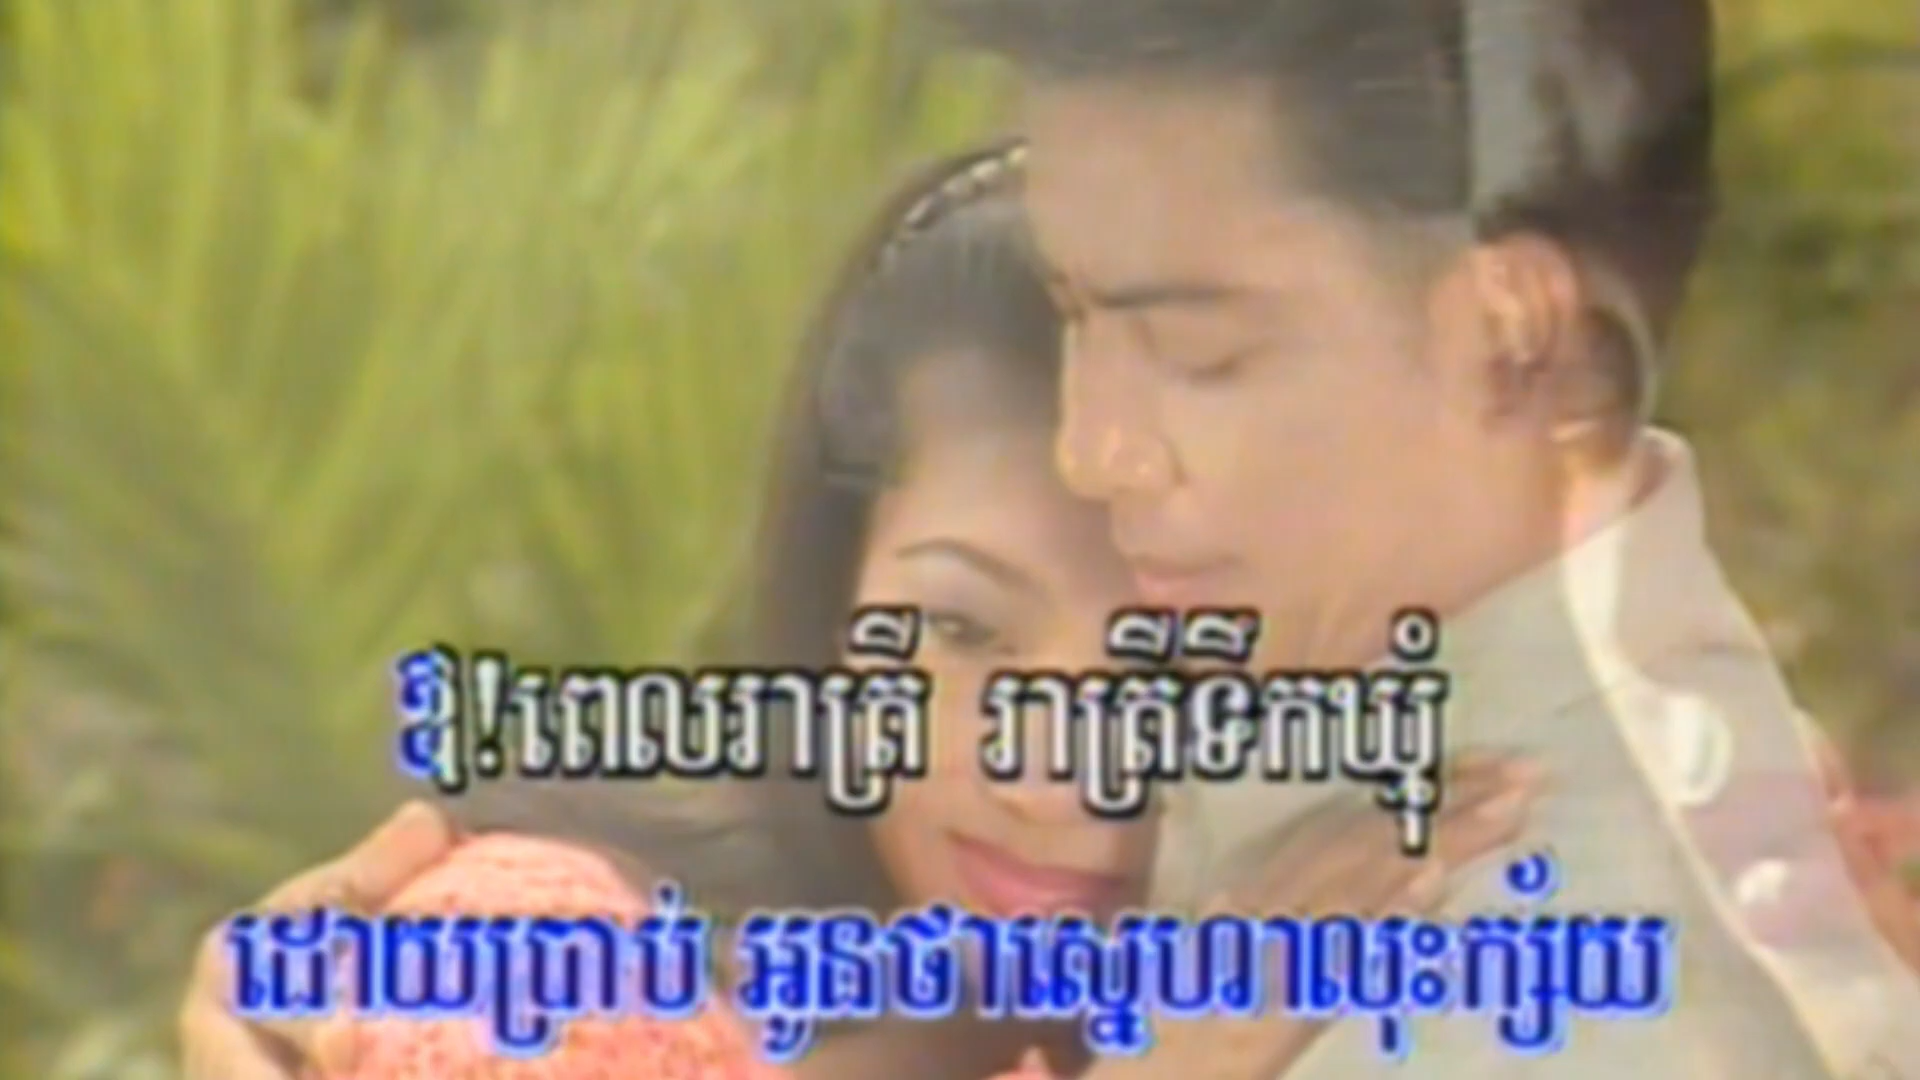 ឱ!ពេលរាត្រី រាត្រីទឹកឃ្មុំ
ដោយប្រាប់ អូនថាស្នេហាលុះក្ស័យ